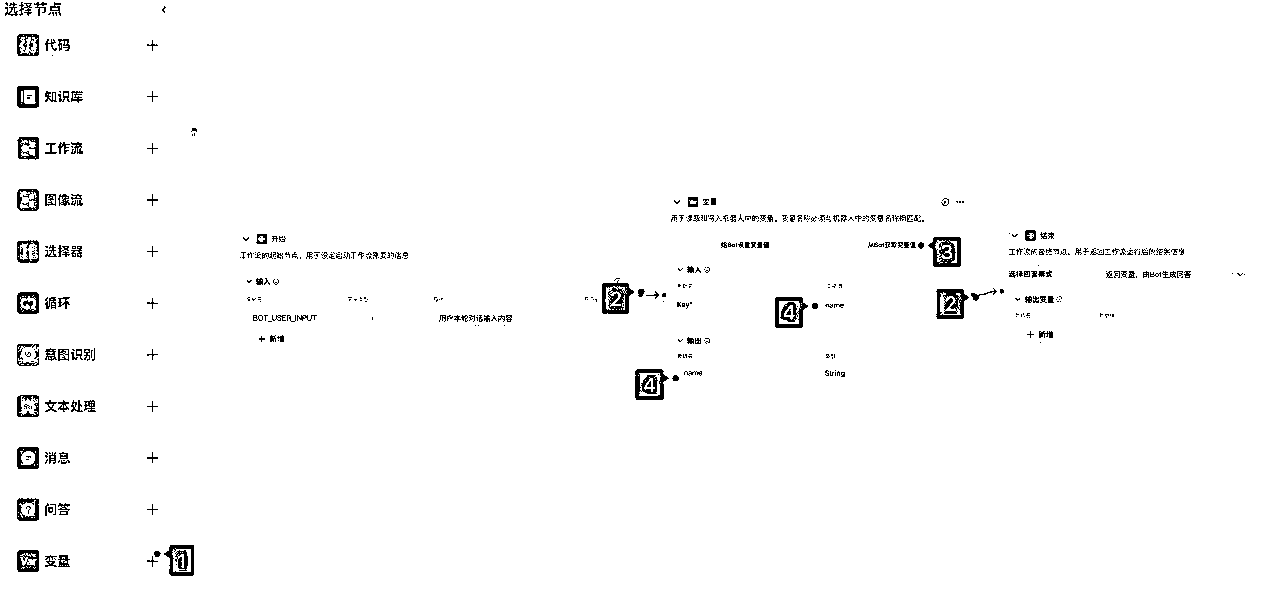 选择节点
代码
知识库
工作流
图像流
选择器
循环
意图识别
文本处理
消息
问答
变量
1
开始
工作流的起始节点，用于设定启动工作流需要的信息
输入
BOT_USER_INPUT
用户本轮对话输入内容
新增
2
变量
用于读取和写入机器人中的变量。变量名称必须与机器人中的变量名称相匹配。
给Bot设置变量值
从Bot获取变量值
3
输入
Key*
4
name
输出
4
name
String
2
结束
工作流的最终节点，用于返回工作流运行后的结果信息
选择回答模式
返回变量，由Bot生成回答
输出变量
新增